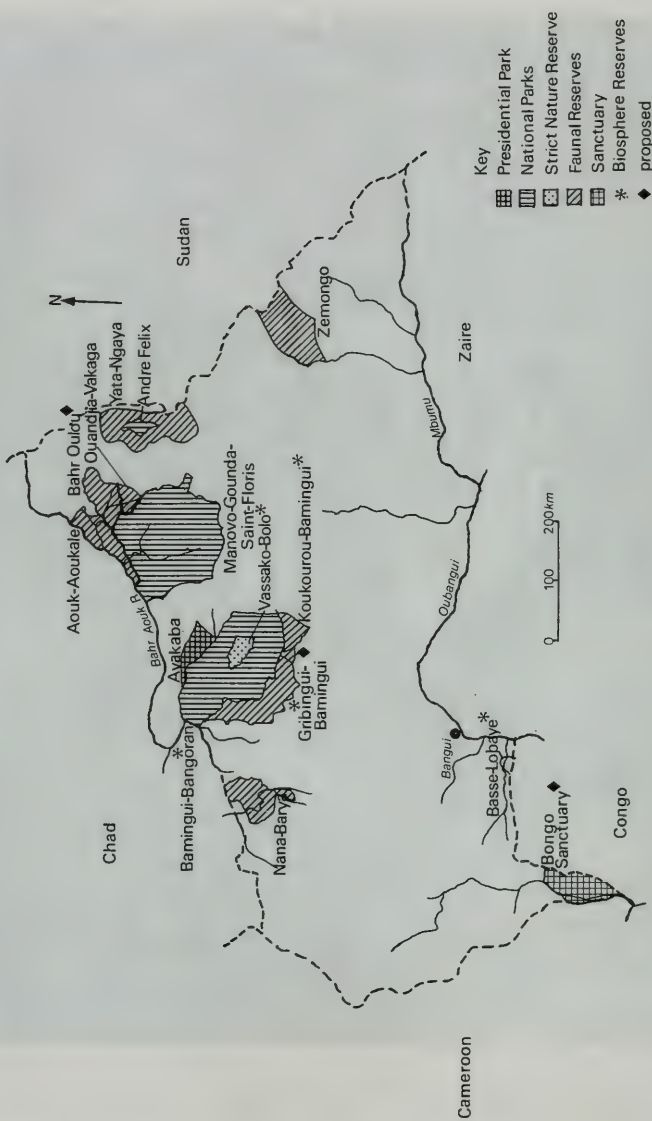 Chad
Sudan
Cameroon
Congo
Zaire
N
Aouk-Aoukale
Bahr Oulou
Ouandjia-Vakaga
Yata-Ngaya
Andre Felix
Bahr Aouk R.
Avakaba
Manovo-Gounda-
Saint-Floris
Vassako-Bolo*
Koukourou-Bamingui*
Bamingui-Bangoran
*
*
Gribingui-
Bamingui
Nana-Barya
Zemongo
Mbumu
Oubangui
Bangui
Basse-Lobaye
*
Bongo
Sanctuary
0 100 200km
Key
Presidential Park
National Parks
Strict Nature Reserve
Faunal Reserves
Sanctuary
* Biosphere Reserves
◆ proposed